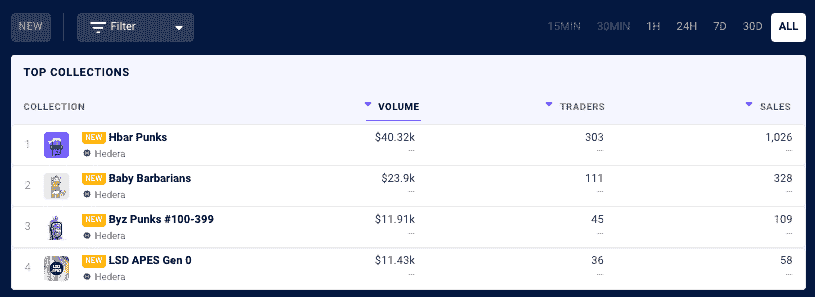 NEW Filter 15MIN 30MIN 1H 24H 7D 30D ALL
TOP COLLECTIONS
COLLECTION VOLUME TRADERS SALES
1 NEW Hbar Punks $40.32k 303 1,026
Hedera -- -- --
2 NEW Baby Barbarians $23.9k 111 328
Hedera -- -- --
3 NEW Byz Punks #100-399 $11.91k 45 109
Hedera -- -- --
4 NEW LSD APES Gen 0 $11.43k 36 58
Hedera -- -- --